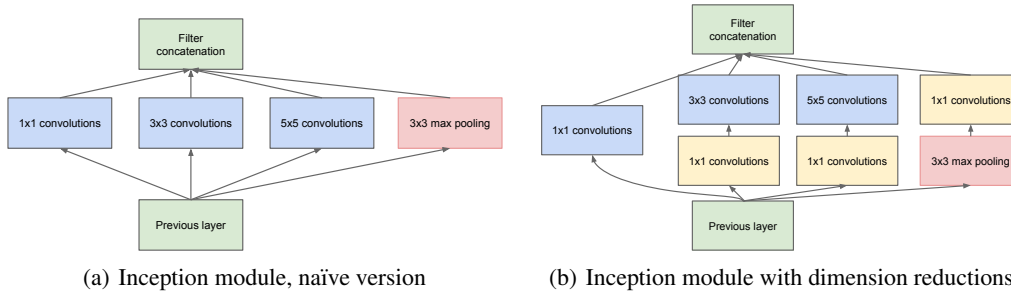 Filter
concatenation
1x1 convolutions
3x3 convolutions
5x5 convolutions
3x3 max pooling
Previous layer
(a) Inception module, naïve version
Filter
concatenation
3x3 convolutions
5x5 convolutions
1x1 convolutions
1x1 convolutions
1x1 convolutions
1x1 convolutions
3x3 max pooling
Previous layer
(b) Inception module with dimension reductions